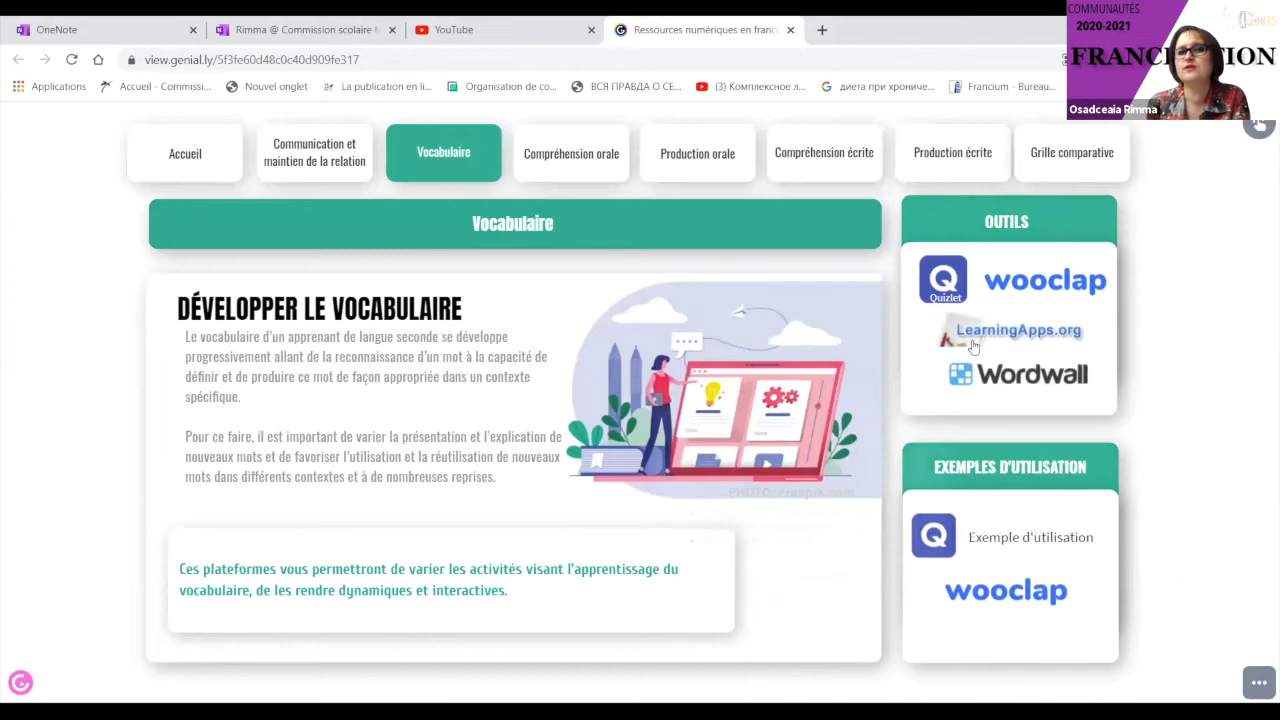 OneNote
Rimma @ Commission scolaire
YouTube
Ressources numériques en franç
view.genial.ly/5f3fe60d48c0c40d909fe317
Applications
Accueil - Commissi...
Nouvel onglet
La publication en li...
Organisation de co...
ВСЯ ПРАВДА О СЕ...
(3) Комплексное л...
диета при хрониче...
Francium - Bureau...
COMMUNAUTÉS
2020-2021
Osadceaia Rimma
Accueil
Communication et
maintien de la relation
Vocabulaire
Compréhension orale
Production orale
Compréhension écrite
Production écrite
Grille comparative
Vocabulaire
DÉVELOPPER LE VOCABULAIRE
Le vocabulaire d'un apprenant de langue seconde se développe
progressivement allant de la reconnaissance d'un mot à la capacité de
définir et de produire ce mot de façon appropriée dans un contexte
spécifique.
Pour ce faire, il est important de varier la présentation et l'explication de
nouveaux mots et de favoriser l'utilisation et la réutilisation de nouveaux
mots dans différents contextes et à de nombreuses reprises.
PHOTO: Freepik.com
Ces plateformes vous permettront de varier les activités visant l'apprentissage du
vocabulaire, de les rendre dynamiques et interactives.
OUTILS
Quizlet
wooclap
LearningApps.org
Wordwall
EXEMPLES D'UTILISATION
Exemple d'utilisation
wooclap